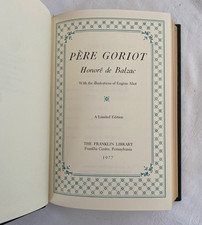 PÈRE GORIOT
Honoré de Balzac
With the Illustrations of Eugène Abot
A Limited Edition
THE FRANKLIN LIBRARY
Franklin Center, Pennsylvania
1977